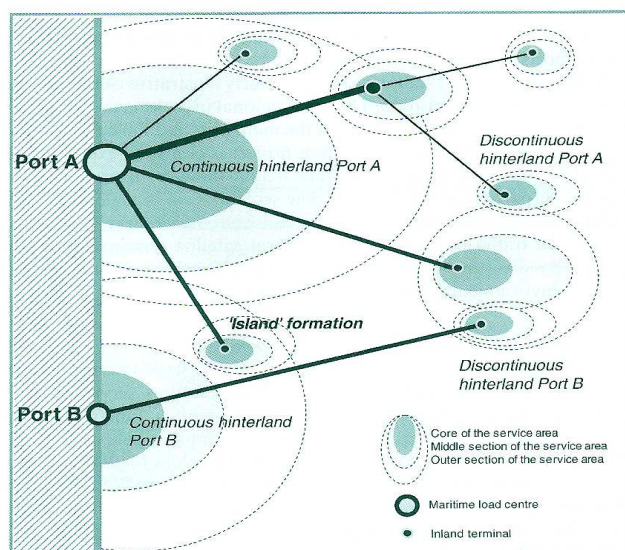 Port A
Continuous hinterland Port A
Discontinuous
hinterland Port A
'Island' formation
Discontinuous
hinterland Port B
Port B
Continuous hinterland
Port B
Core of the service area
Middle section of the service area
Outer section of the service area
Maritime load centre
Inland terminal